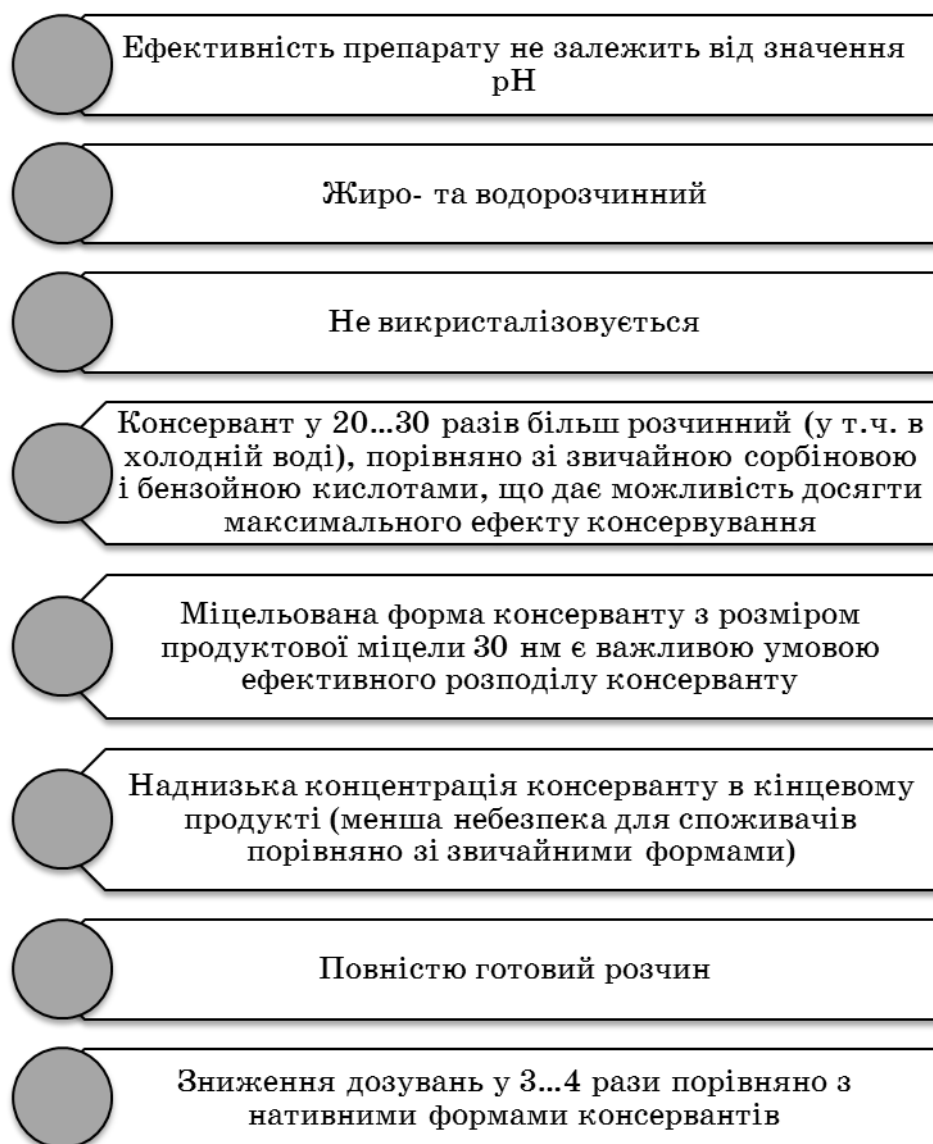 Ефективність препарату не залежить від значення
рН
Жиро- та водорозчинний
Не викристалізовується
Консервант у 20...30 разів більш розчинний (у т.ч. в
холодній воді), порівняно зі звичайною сорбіновою
і бензойною кислотами, що дає можливість досягти
максимального ефекту консервування
Міцельована форма консерванту з розміром
продуктової міцели 30 нм є важливою умовою
ефективного розподілу консерванту
Наднизька концентрація консерванту в кінцевому
продукті (менша небезпека для споживачів
порівняно зі звичайними формами)
Повністю готовий розчин
Зниження дозувань у 3...4 рази порівняно з
нативними формами консервантів